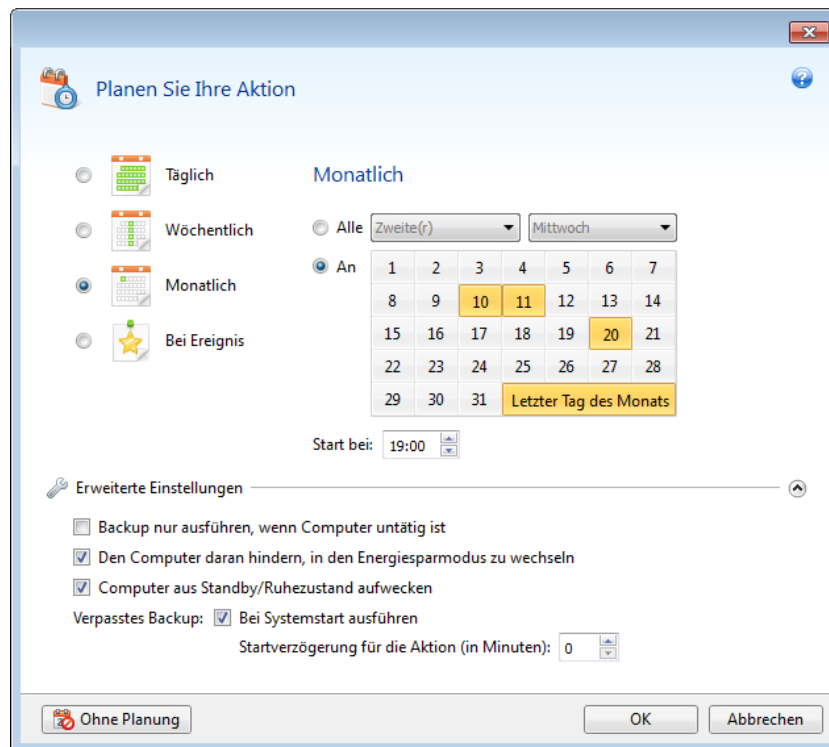 Planen Sie Ihre Aktion
Täglich
Wöchentlich
Monatlich
Bei Ereignis
Monatlich
Alle Zweite(r) Mittwoch
An 1 2 3 4 5 6 7
8 9 10 11 12 13 14
15 16 17 18 19 20 21
22 23 24 25 26 27 28
29 30 31 Letzter Tag des Monats
Start bei: 19:00
Erweiterte Einstellungen
Backup nur ausführen, wenn Computer untätig ist
Den Computer daran hindern, in den Energiesparmodus zu wechseln
Computer aus Standby/Ruhezustand aufwecken
Verpasstes Backup: Bei Systemstart ausführen
Startverzögerung für die Aktion (in Minuten): 0
Ohne Planung OK Abbrechen